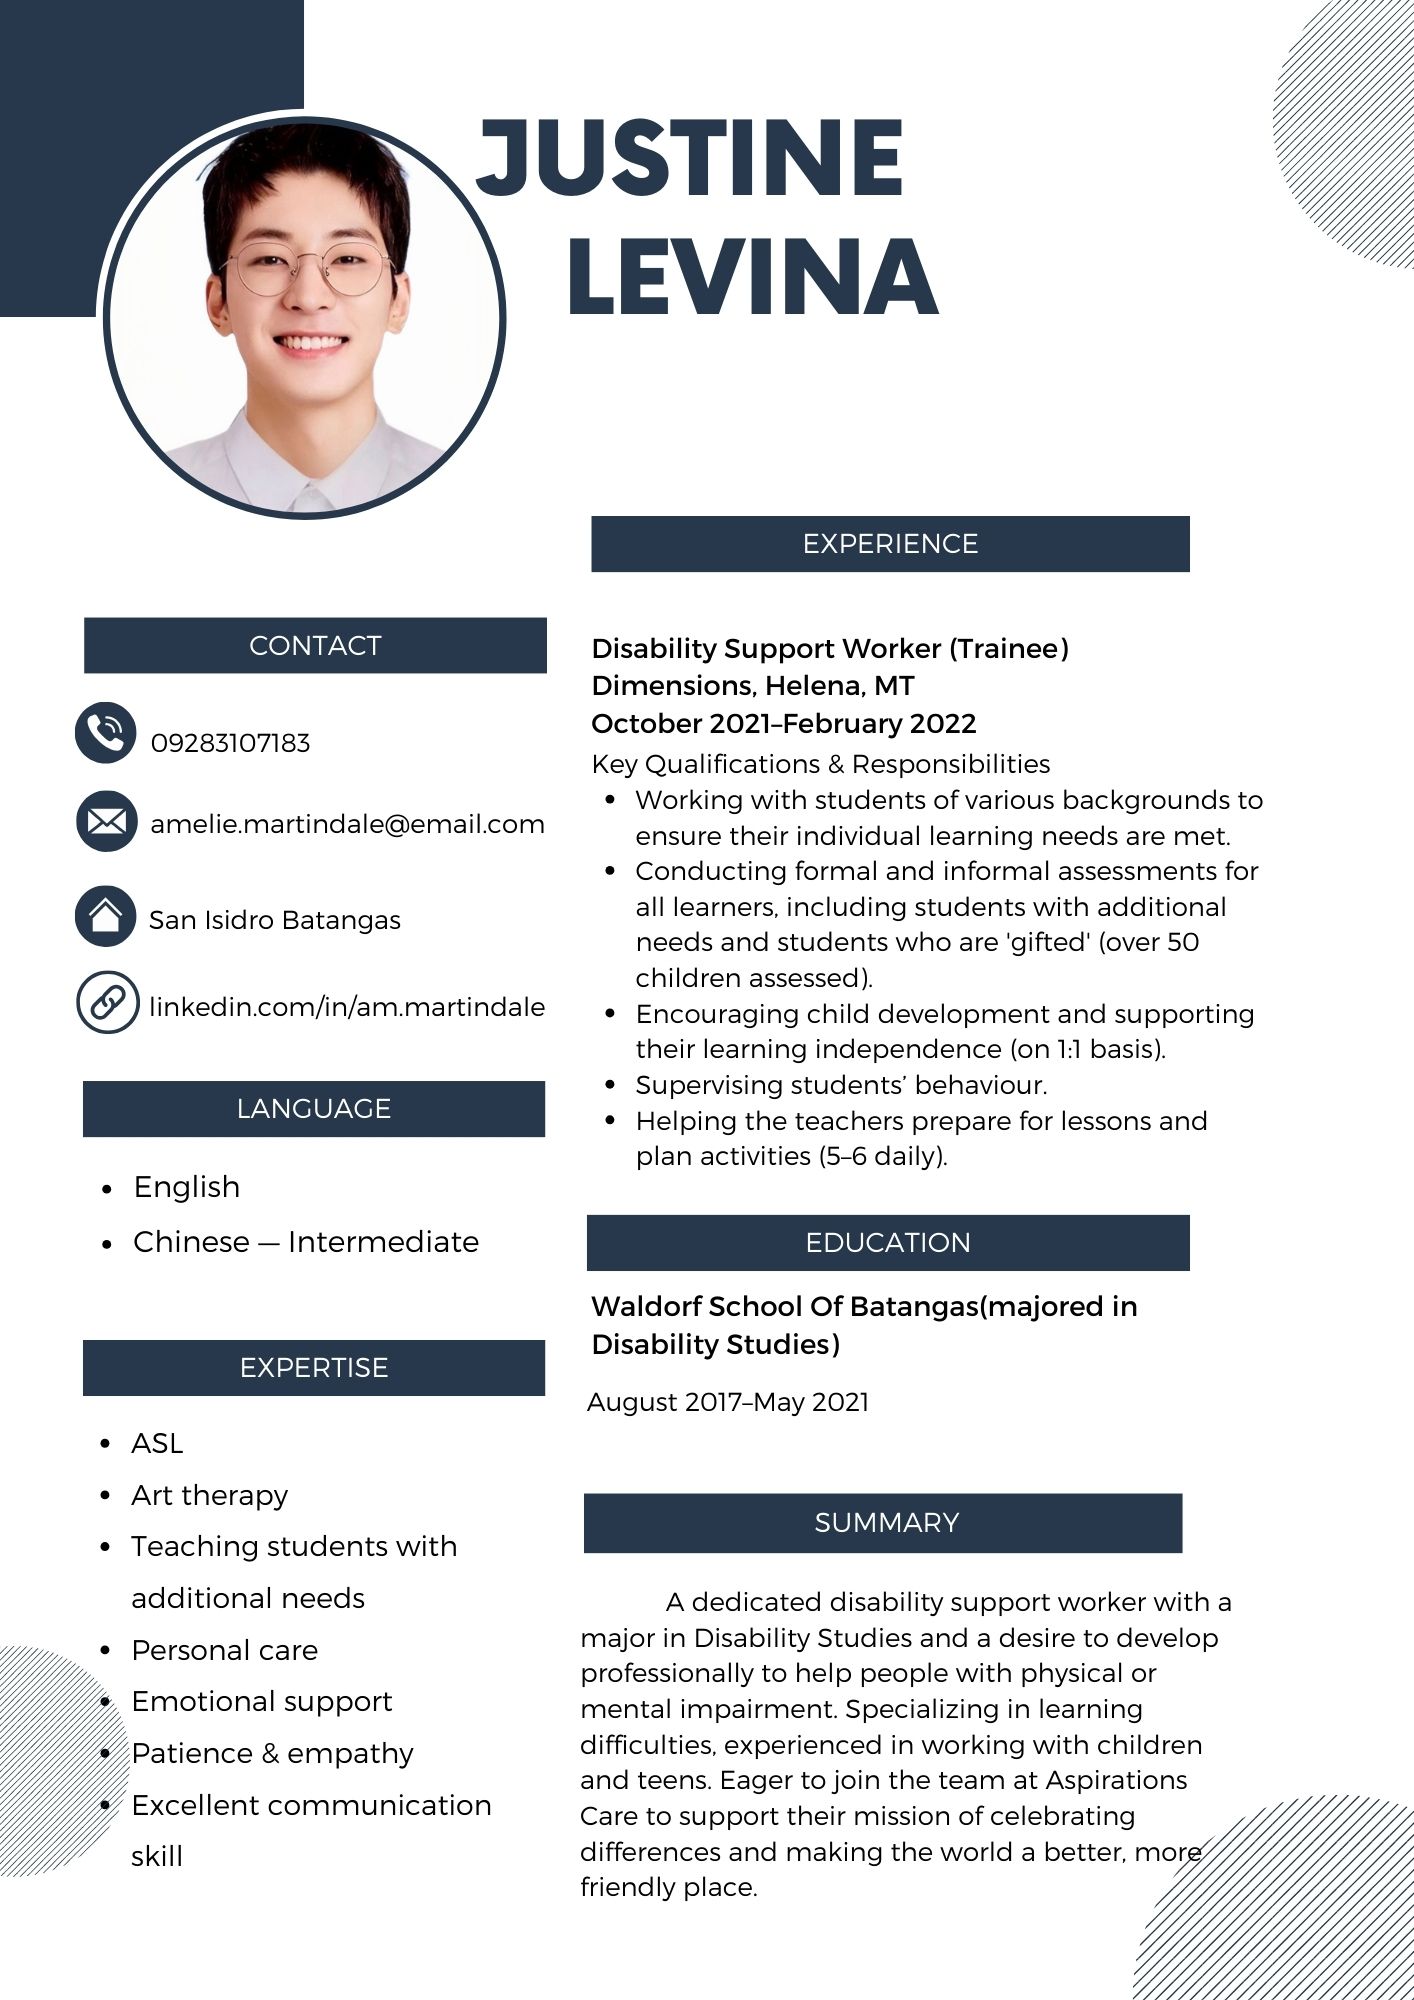 JUSTINE
LEVINA
CONTACT
09283107183
amelie.martindale@email.com
San Isidro Batangas
linkedin.com/in/am.martindale
LANGUAGE
• English
• Chinese — Intermediate
EXPERTISE
• ASL
• Art therapy
• Teaching students with
additional needs
• Personal care
• Emotional support
• Patience & empathy
• Excellent communication
skill
EXPERIENCE
Disability Support Worker (Trainee)
Dimensions, Helena, MT
October 2021–February 2022
Key Qualifications & Responsibilities
• Working with students of various backgrounds to
ensure their individual learning needs are met.
• Conducting formal and informal assessments for
all learners, including students with additional
needs and students who are 'gifted' (over 50
children assessed).
• Encouraging child development and supporting
their learning independence (on 1:1 basis).
• Supervising students’ behaviour.
• Helping the teachers prepare for lessons and
plan activities (5–6 daily).
EDUCATION
Waldorf School Of Batangas(majored in
Disability Studies)
August 2017–May 2021
SUMMARY
A dedicated disability support worker with a
major in Disability Studies and a desire to develop
professionally to help people with physical or
mental impairment. Specializing in learning
difficulties, experienced in working with children
and teens. Eager to join the team at Aspirations
Care to support their mission of celebrating
differences and making the world a better, more
friendly place.